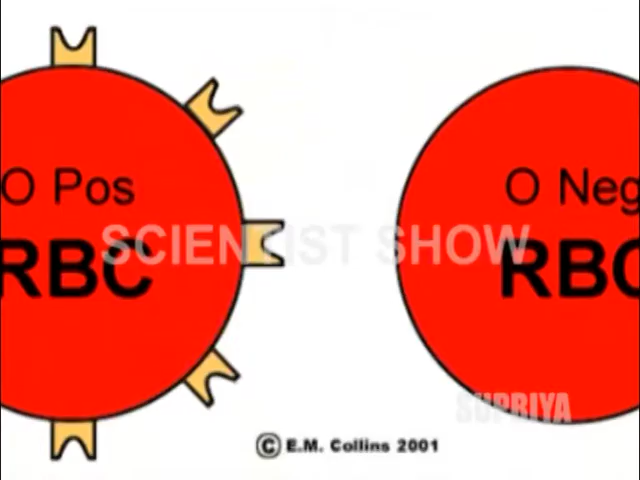 O Pos
RBC
O Neg
RBC
SCIENTIST SHOW
SUPRIYA
© E.M. Collins 2001